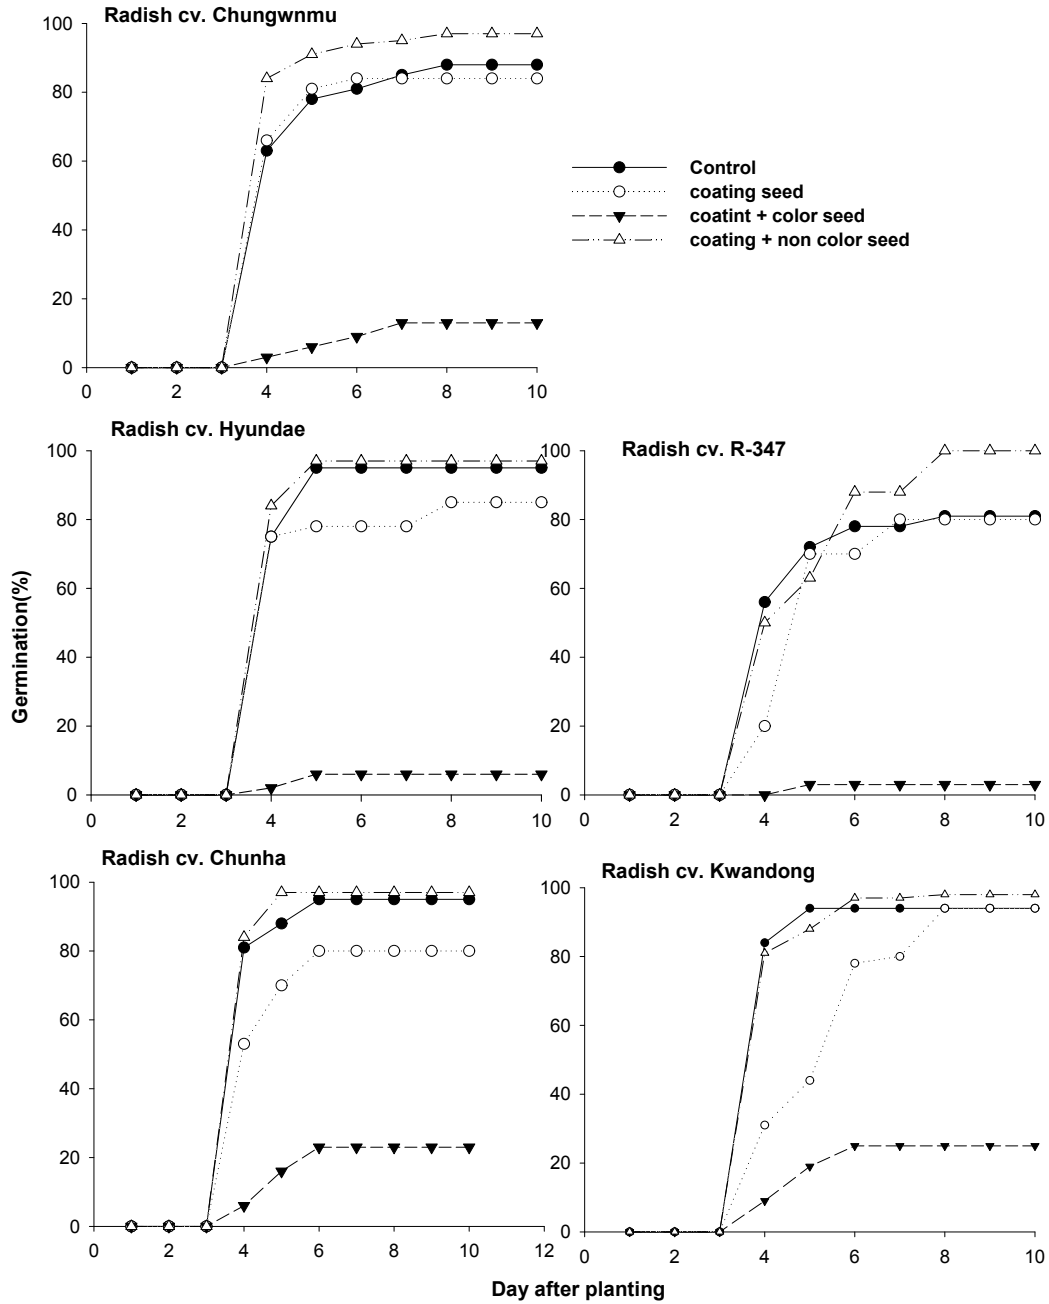 Radish cv. Chungwnmu
100
80
60
40
20
0
0 2 4 6 8 10
Control
coating seed
coatint + color seed
coating + non color seed
Radish cv. Hyundae
100
80
60
40
20
0
0 2 4 6 8 10
Radish cv. R-347
100
80
60
40
20
0
0 2 4 6 8 10
Germination(%)
Radish cv. Chunha
100
80
60
40
20
0
0 2 4 6 8 10 12
Radish cv. Kwandong
100
80
60
40
20
0
0 2 4 6 8 10
Day after planting